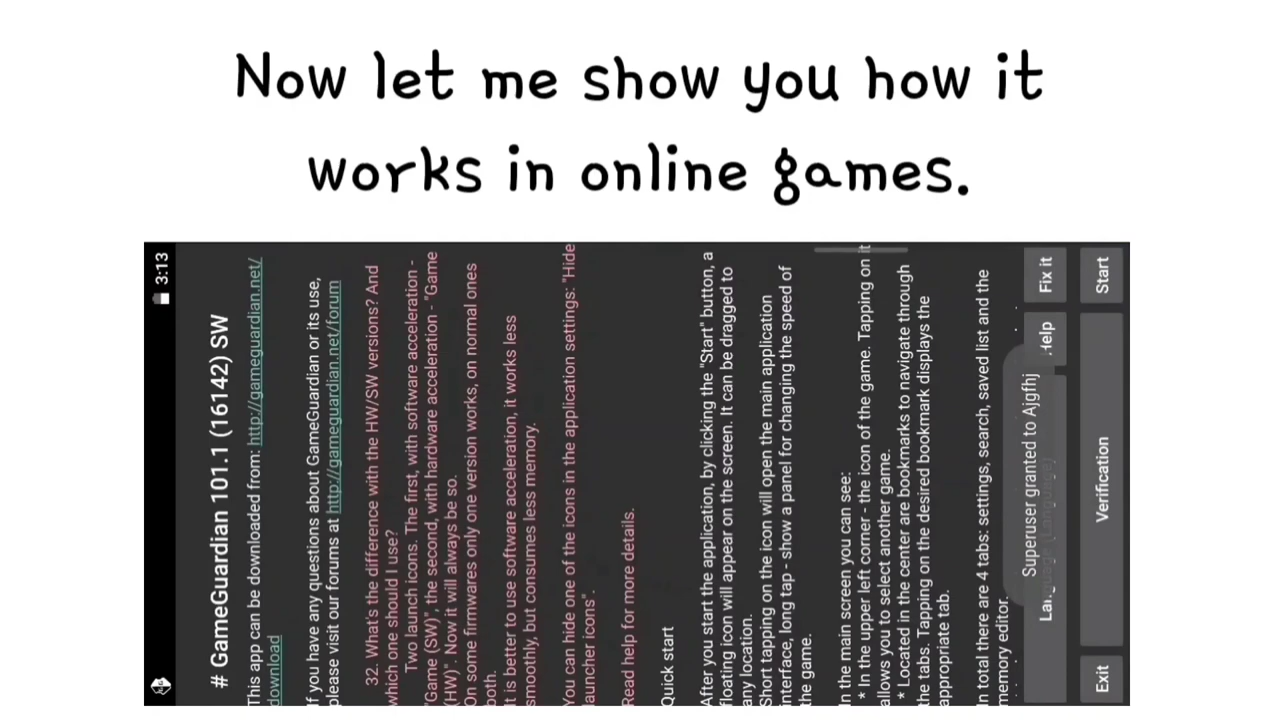 Now let me show you how it
works in online games.
3:13
# GameGuardian 101.1 (16142) SW
This app can be downloaded from: http://gameguardian.net/
download
If you have any questions about GameGuardian or its use,
please visit our forums at http://gameguardian.net/forum
32. What's the difference with the HW/SW versions? And
which one should I use?
Two launch icons. The first, with software acceleration -
"Game (SW)", the second, with hardware acceleration - "Game
(HW)". Now it will always be so.
On some firmwares only one version works, on normal ones
both.
It is better to use software acceleration, it works less
smoothly, but consumes less memory.
You can hide one of the icons in the application settings: "Hide
launcher icons".
Read help for more details.
Quick start
After you start the application, by clicking the "Start" button, a
floating icon will appear on the screen. It can be dragged to
any location.
Short tapping on the icon will open the main application
interface, long tap - show a panel for changing the speed of
the game.
In the main screen you can see:
* In the upper left corner - the icon of the game. Tapping on it
allows you to select another game.
* Located in the center are bookmarks to navigate through
the tabs. Tapping on the desired bookmark displays the
appropriate tab.
In total there are 4 tabs: settings, search, saved list and the
memory editor.
Superuser granted to Ajgfhj
Language (Language) Help Fix it
Exit Verification Start